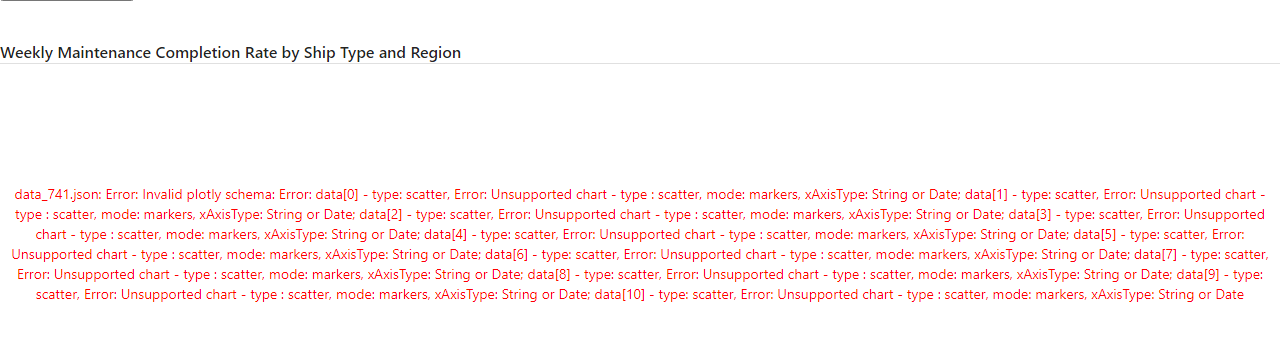 Weekly Maintenance Completion Rate by Ship Type and Region
data_741.json: Error: Invalid plotly schema: Error: data[0] - type: scatter, Error: Unsupported chart - type : scatter, mode: markers, xAxisType: String or Date; data[1] - type: scatter, Error: Unsupported chart -
type : scatter, mode: markers, xAxisType: String or Date; data[2] - type: scatter, Error: Unsupported chart - type : scatter, mode: markers, xAxisType: String or Date; data[3] - type: scatter, Error: Unsupported
chart - type : scatter, mode: markers, xAxisType: String or Date; data[4] - type: scatter, Error: Unsupported chart - type : scatter, mode: markers, xAxisType: String or Date; data[5] - type: scatter, Error:
Unsupported chart - type : scatter, mode: markers, xAxisType: String or Date; data[6] - type: scatter, Error: Unsupported chart - type : scatter, mode: markers, xAxisType: String or Date; data[7] - type: scatter,
Error: Unsupported chart - type : scatter, mode: markers, xAxisType: String or Date; data[8] - type: scatter, Error: Unsupported chart - type : scatter, mode: markers, xAxisType: String or Date; data[9] - type:
scatter, Error: Unsupported chart - type : scatter, mode: markers, xAxisType: String or Date; data[10] - type: scatter, Error: Unsupported chart - type : scatter, mode: markers, xAxisType: String or Date